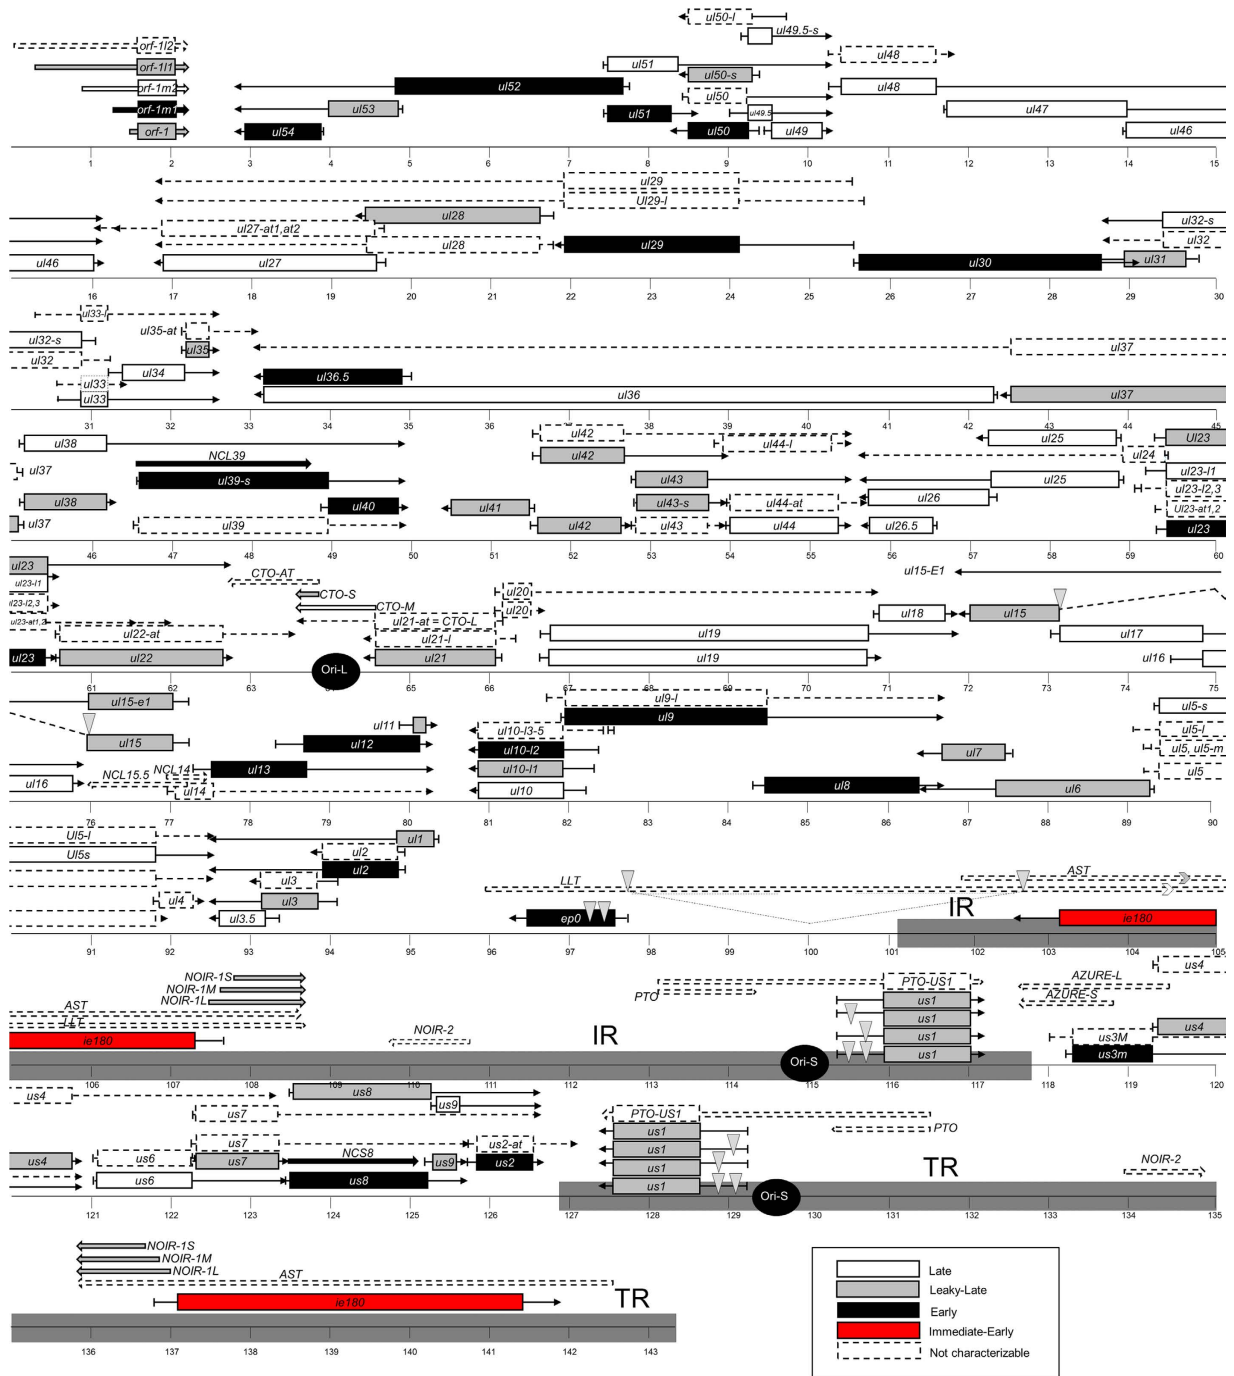 ul50-l
ul49.5-s
orf-1l2 ul51 ul48
orf-1l1 ul50-s
orf-1m2 ul52 ul50 ul48
orf-1m1 ul53 ul51 ul49.5 ul47
orf-1 ul54 ul50 ul49 ul46
1 2 3 4 5 6 7 8 9 10 11 12 13 14 15
ul29
Ul29-l
ul28 ul32-s
ul27-at1,at2
ul28 ul29 ul32
ul46 ul27 ul30 ul31
16 17 18 19 20 21 22 23 24 25 26 27 28 29 30
ul33-l
ul35-at
ul32-s ul35 ul37
ul32 ul34
ul33 ul36.5
ul33 ul36 ul37
31 32 33 34 35 36 37 38 39 40 41 42 43 44 45
ul38 ul42 ul44-l ul25 Ul23
NCL39 ul42 ul24
ul37 ul39-s ul43 ul25 ul23-l1
ul26 ul23-l2,3
ul38 ul40 ul41 ul43-s ul44-at Ul23-at1,2
ul37 ul39 ul42 ul43 ul44 ul26.5 ul23
46 47 48 49 50 51 52 53 54 55 56 57 58 59 60
ul23 CTO-AT ul15-E1
ul23-l1 CTO-S ul20
ul23-l2,3 CTO-M ul20 ul18 ul15
ul23-at1,2 ul21-at = CTO-L
ul22-at ul21-l ul19 ul17
ul23 ul22 ul21 ul19 ul16
Ori-L
61 62 63 64 65 66 67 68 69 70 71 72 73 74 75
ul15-e1 ul9-l ul5-s
ul11 ul9
ul15 ul12 ul10-l3-5 ul5-l
ul10-l2 ul7 ul5, ul5-m
NCL14 ul13 ul10-l1 ul5
ul16 NCL15.5 ul14 ul10 ul8 ul6
76 77 78 79 80 81 82 83 84 85 86 87 88 89 90
Ul5-l ul1
Ul5s ul2
ul2
ul3 LLT AST
ul4 ul3
ul3.5 ep0 IR ie180
91 92 93 94 95 96 97 98 99 100 101 102 103 104 105
NOIR-1S PTO-US1 us4
NOIR-1M AZURE-L
NOIR-1L PTO us1 AZURE-S
AST us1
LLT us4
ie180 NOIR-2 IR us1 us3M
us1 us3m
Ori-S
106 107 108 109 110 111 112 113 114 115 116 117 118 119 120
us4 us8
us7 us9 PTO-US1
us1 PTO
us7 us2-at us1
us4 us6 us7 NCS8 us9 us2 us1 NOIR-2
us6 us8 us1 TR
Ori-S
121 122 123 124 125 126 127 128 129 130 131 132 133 134 135
NOIR-1S
NOIR-1M
NOIR-1L
AST
ie180 TR
136 137 138 139 140 141 142 143
Late
Leaky-Late
Early
Immediate-Early
Not characterizable